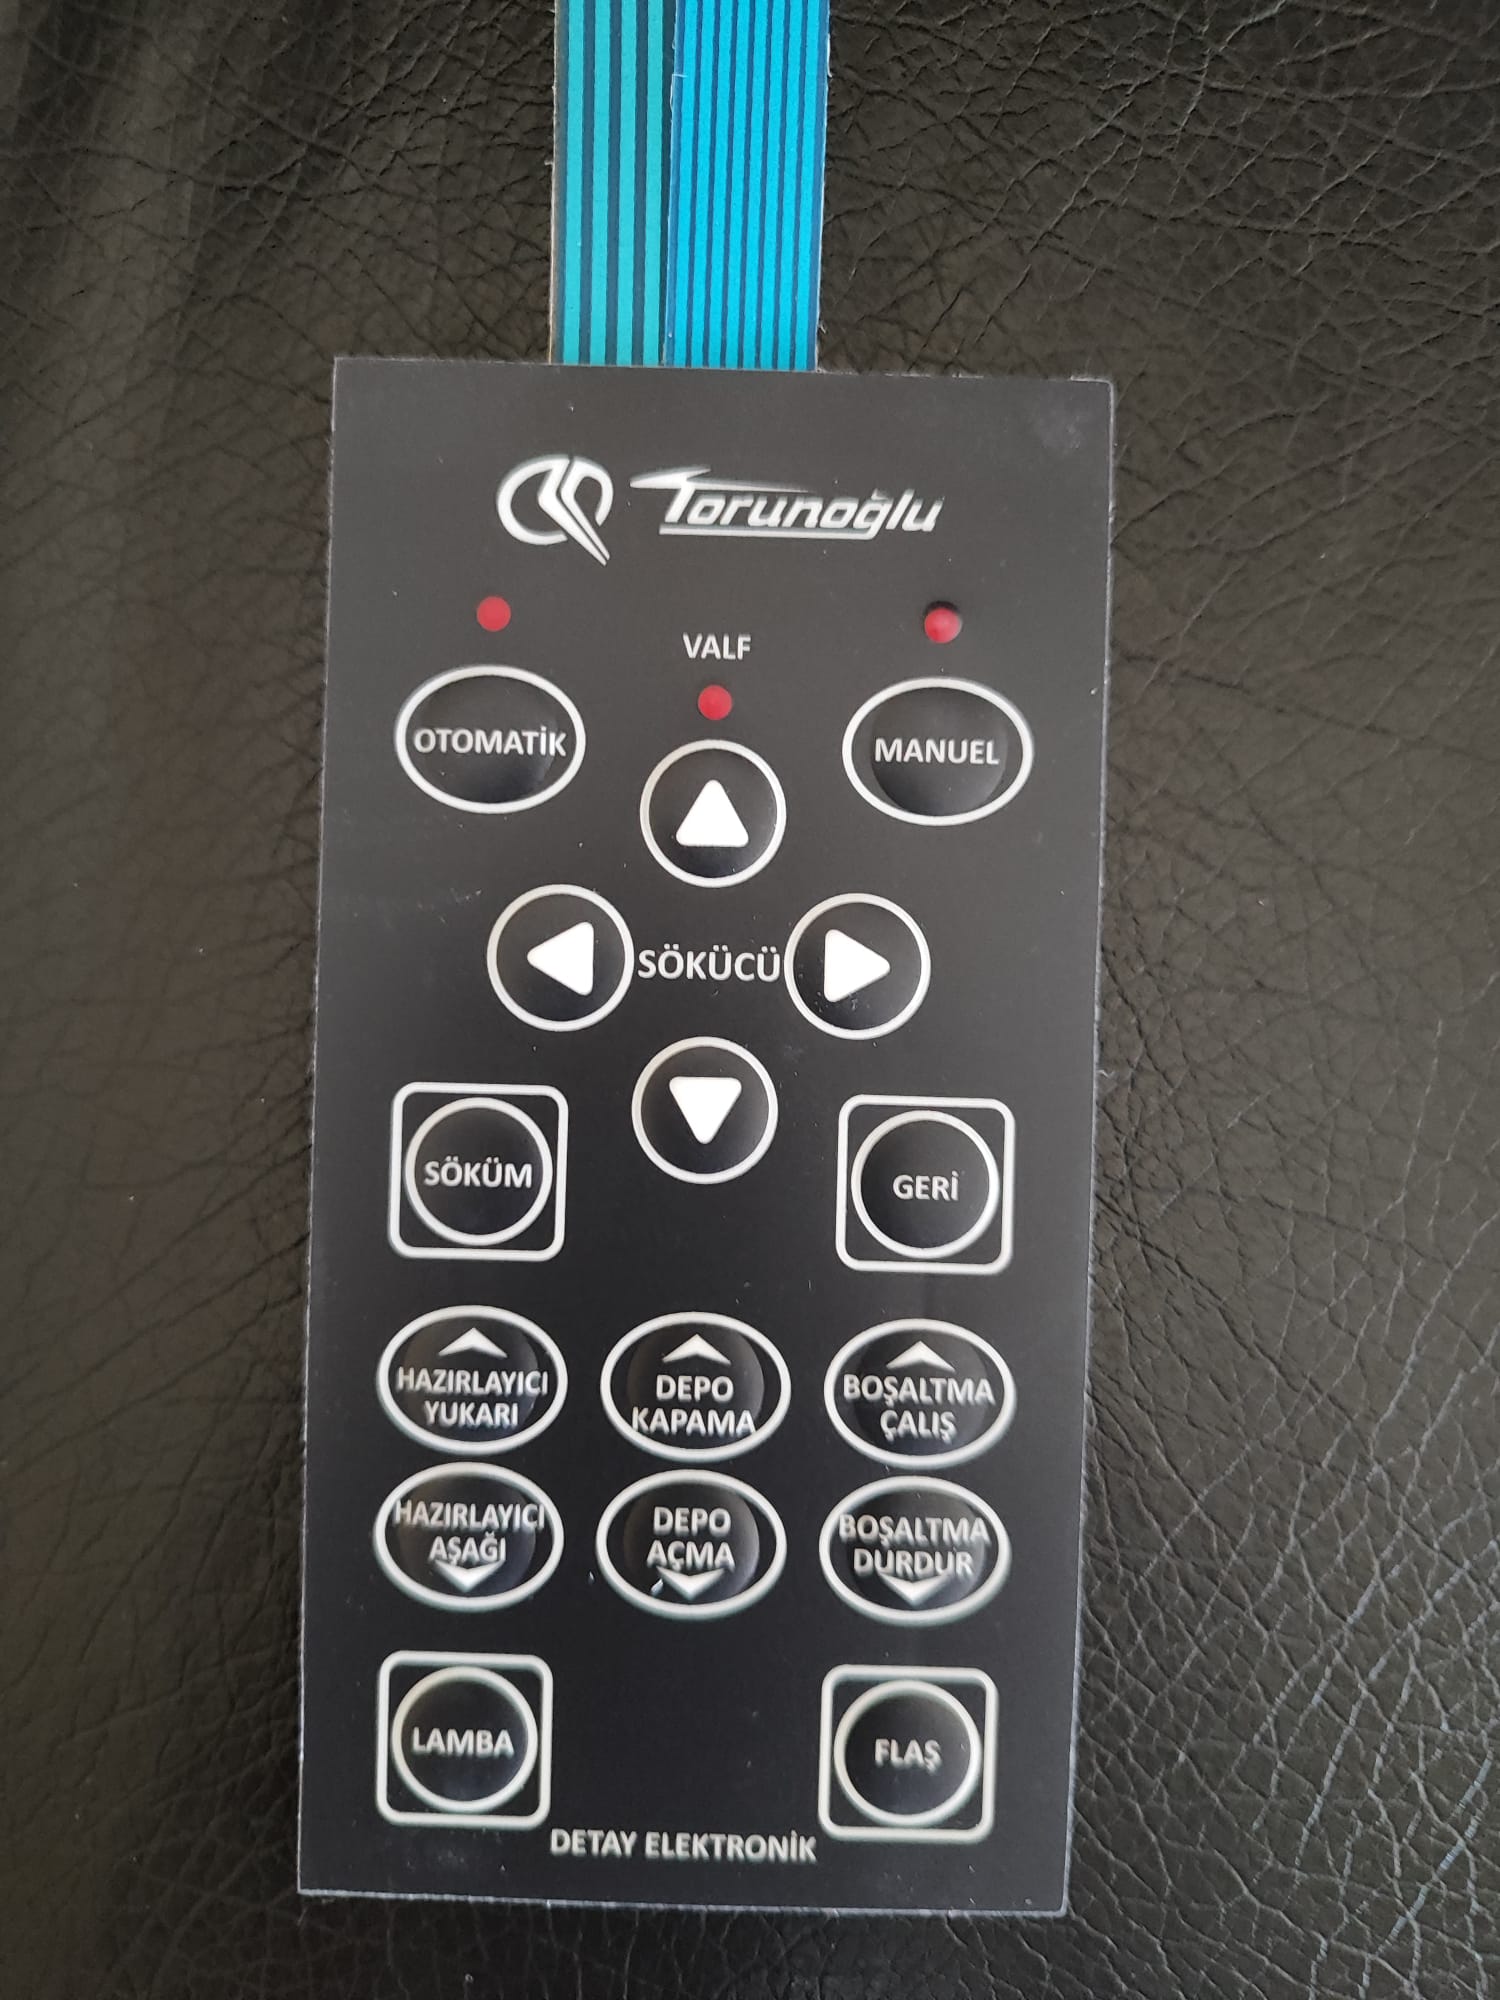 Torunoğlu
VALF
OTOMATİK
MANUEL
SÖKÜCÜ
SÖKÜM
GERİ
HAZIRLAYICI
YUKARI
DEPO
KAPAMA
BOŞALTMA
ÇALIŞ
HAZIRLAYICI
AŞAĞI
DEPO
AÇMA
BOŞALTMA
DURDUR
LAMBA
FLAŞ
DETAY ELEKTRONİK